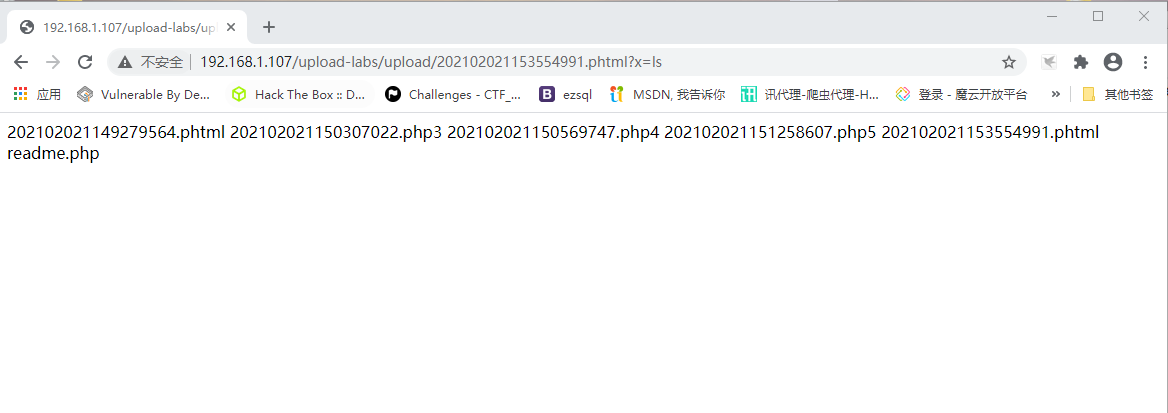 192.168.1.107/upload-labs/upl
不安全 192.168.1.107/upload-labs/upload/202102021153554991.phtml?x=ls
应用 Vulnerable By De... Hack The Box :: D... Challenges - CTF_... ezsql MSDN, 我告诉你 讯代理-爬虫代理-H... 登录 - 魔云开放平台 » 其他书签
202102021149279564.phtml 202102021150307022.php3 202102021150569747.php4 202102021151258607.php5 202102021153554991.phtml
readme.php